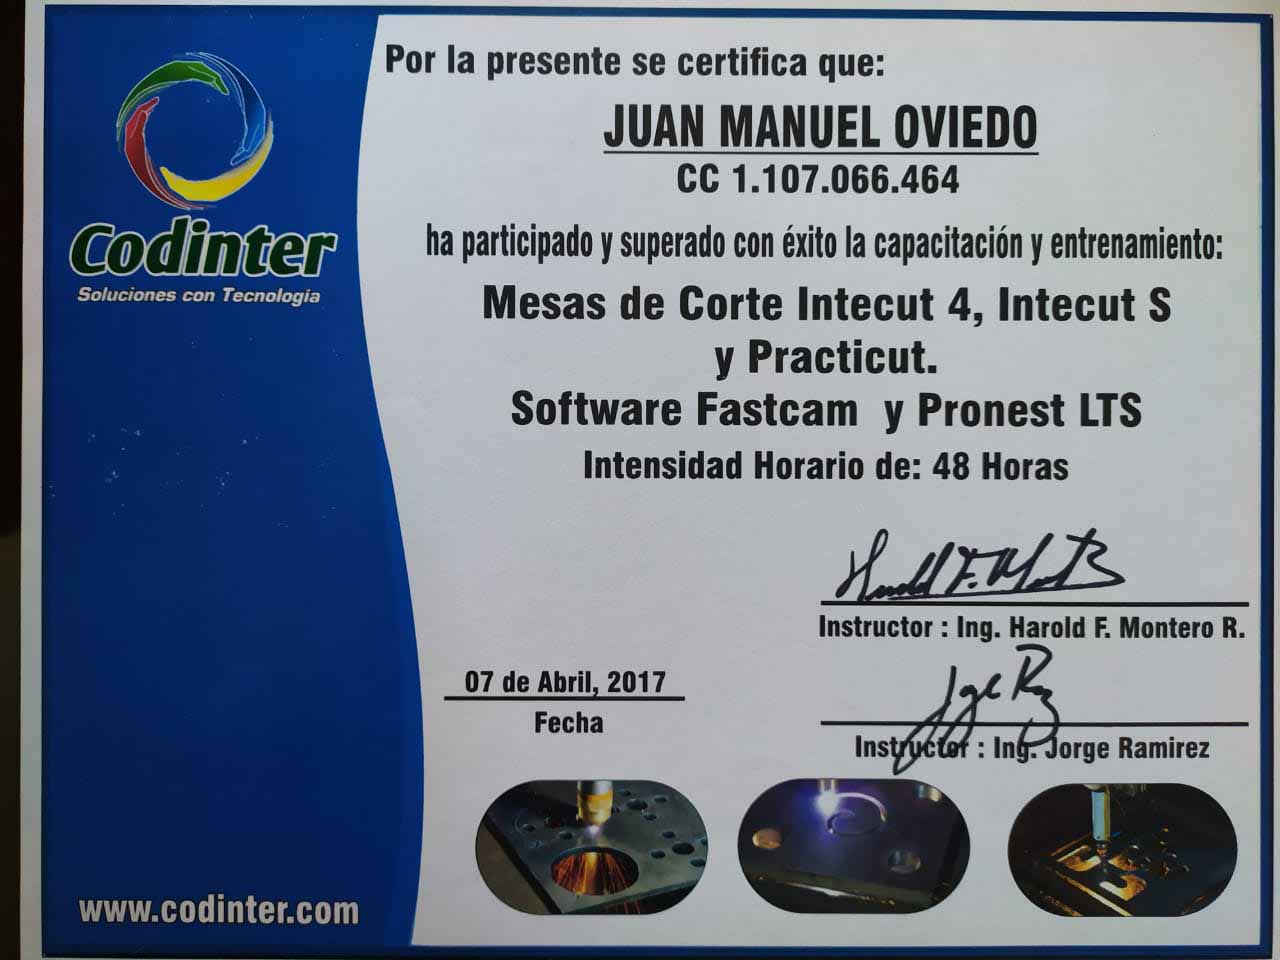 Codinter
Soluciones con Tecnología
Por la presente se certifica que:
JUAN MANUEL OVIEDO
CC 1.107.066.464
ha participado y superado con éxito la capacitación y entrenamiento:
Mesas de Corte Intecut 4, Intecut S
y Practicut.
Software Fastcam y Pronest LTS
Intensidad Horario de: 48 Horas
Harold F. Montero
Instructor : Ing. Harold F. Montero R.
07 de Abril, 2017
Fecha
Jorge R
Instructor : Ing. Jorge Ramirez
www.codinter.com